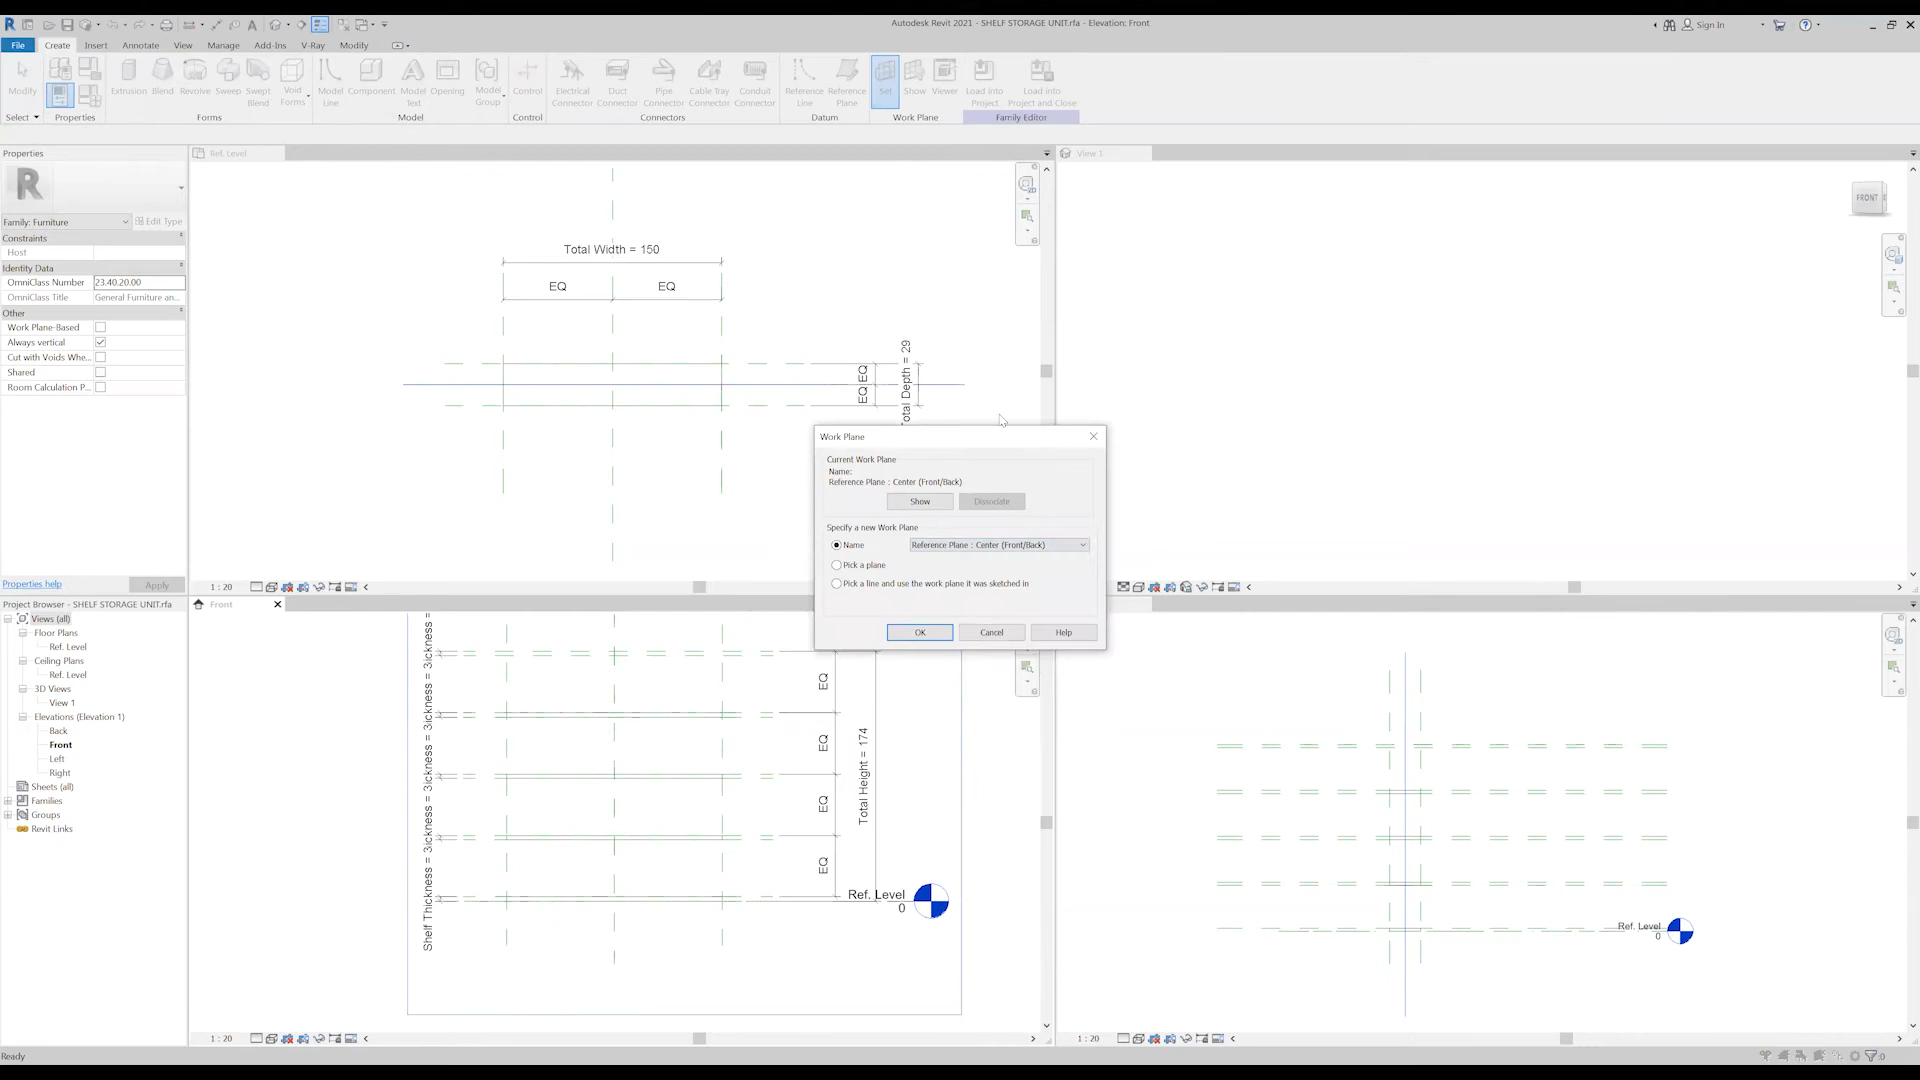 Autodesk Revit 2021 - SHELF STORAGE UNIT.rfa - Elevation: Front
Sign In
File Create Insert Annotate View Manage Add-Ins V-Ray Modify
Modify
Extrusion Blend Revolve Sweep Swept Blend Void Forms
Model Line Component Model Text Opening Model Group
Control
Electrical Connector Duct Connector Pipe Connector Cable Tray Connector Conduit Connector
Reference Line Reference Plane
Set Show Viewer
Load into Project Load into Project and Close
Select Properties Forms Model Control Connectors Datum Work Plane Family Editor
Properties
Family: Furniture
Edit Type
Constraints
Host
Identity Data
OmniClass Number 23.40.20.00
OmniClass Title General Furniture an...
Other
Work Plane-Based
Always vertical
Cut with Voids Whe...
Shared
Room Calculation P...
Properties help
Apply
Project Browser - SHELF STORAGE UNIT.rfa
Views (all)
Floor Plans
Ref. Level
Ceiling Plans
Ref. Level
3D Views
View 1
Elevations (Elevation 1)
Back
Front
Left
Right
Sheets (all)
Families
Groups
Revit Links
Ready
Ref. Level
Total Width = 150
EQ EQ
EQ EQ
otal Depth = 29
1 : 20
View 1
FRONT
Work Plane
Current Work Plane
Name:
Reference Plane : Center (Front/Back)
Show Dissociate
Specify a new Work Plane
Name Reference Plane : Center (Front/Back)
Pick a plane
Pick a line and use the work plane it was sketched in
OK Cancel Help
Front
Shelf Thickness = 3ickness = 3ickness = 3ickness = 3ickness =
EQ
EQ
EQ
EQ
Total Height = 174
Ref. Level
0
1 : 20
Ref. Level
0
1 : 20
:0